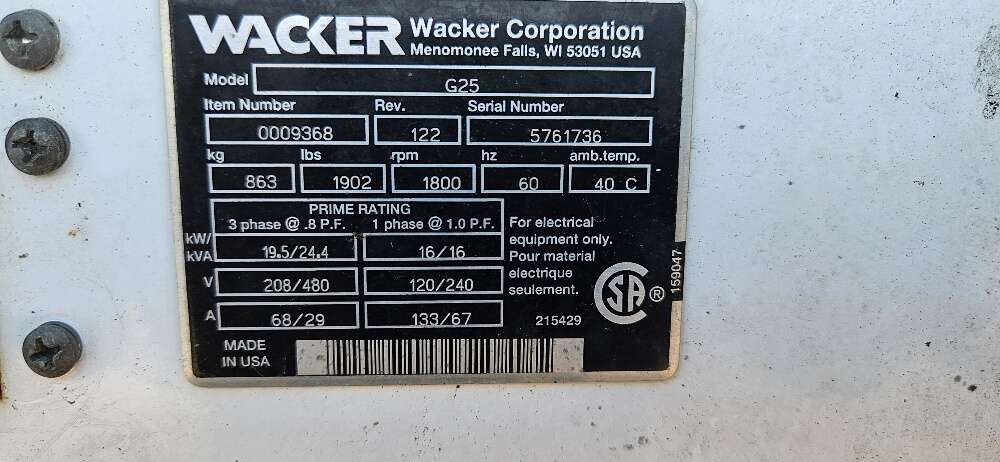 WACKER Wacker Corporation
Menomonee Falls, WI 53051 USA
Model G25
Item Number Rev. Serial Number
0009368 122 5761736
kg lbs rpm hz amb.temp.
863 1902 1800 60 40 C
PRIME RATING
3 phase @ .8 P.F. 1 phase @ 1.0 P.F.
kW/
kVA 19.5/24.4 16/16
V 208/480 120/240
A 68/29 133/67
For electrical
equipment only.
Pour material
electrique
seulement.
215429
CSA ®
159047
MADE
IN USA